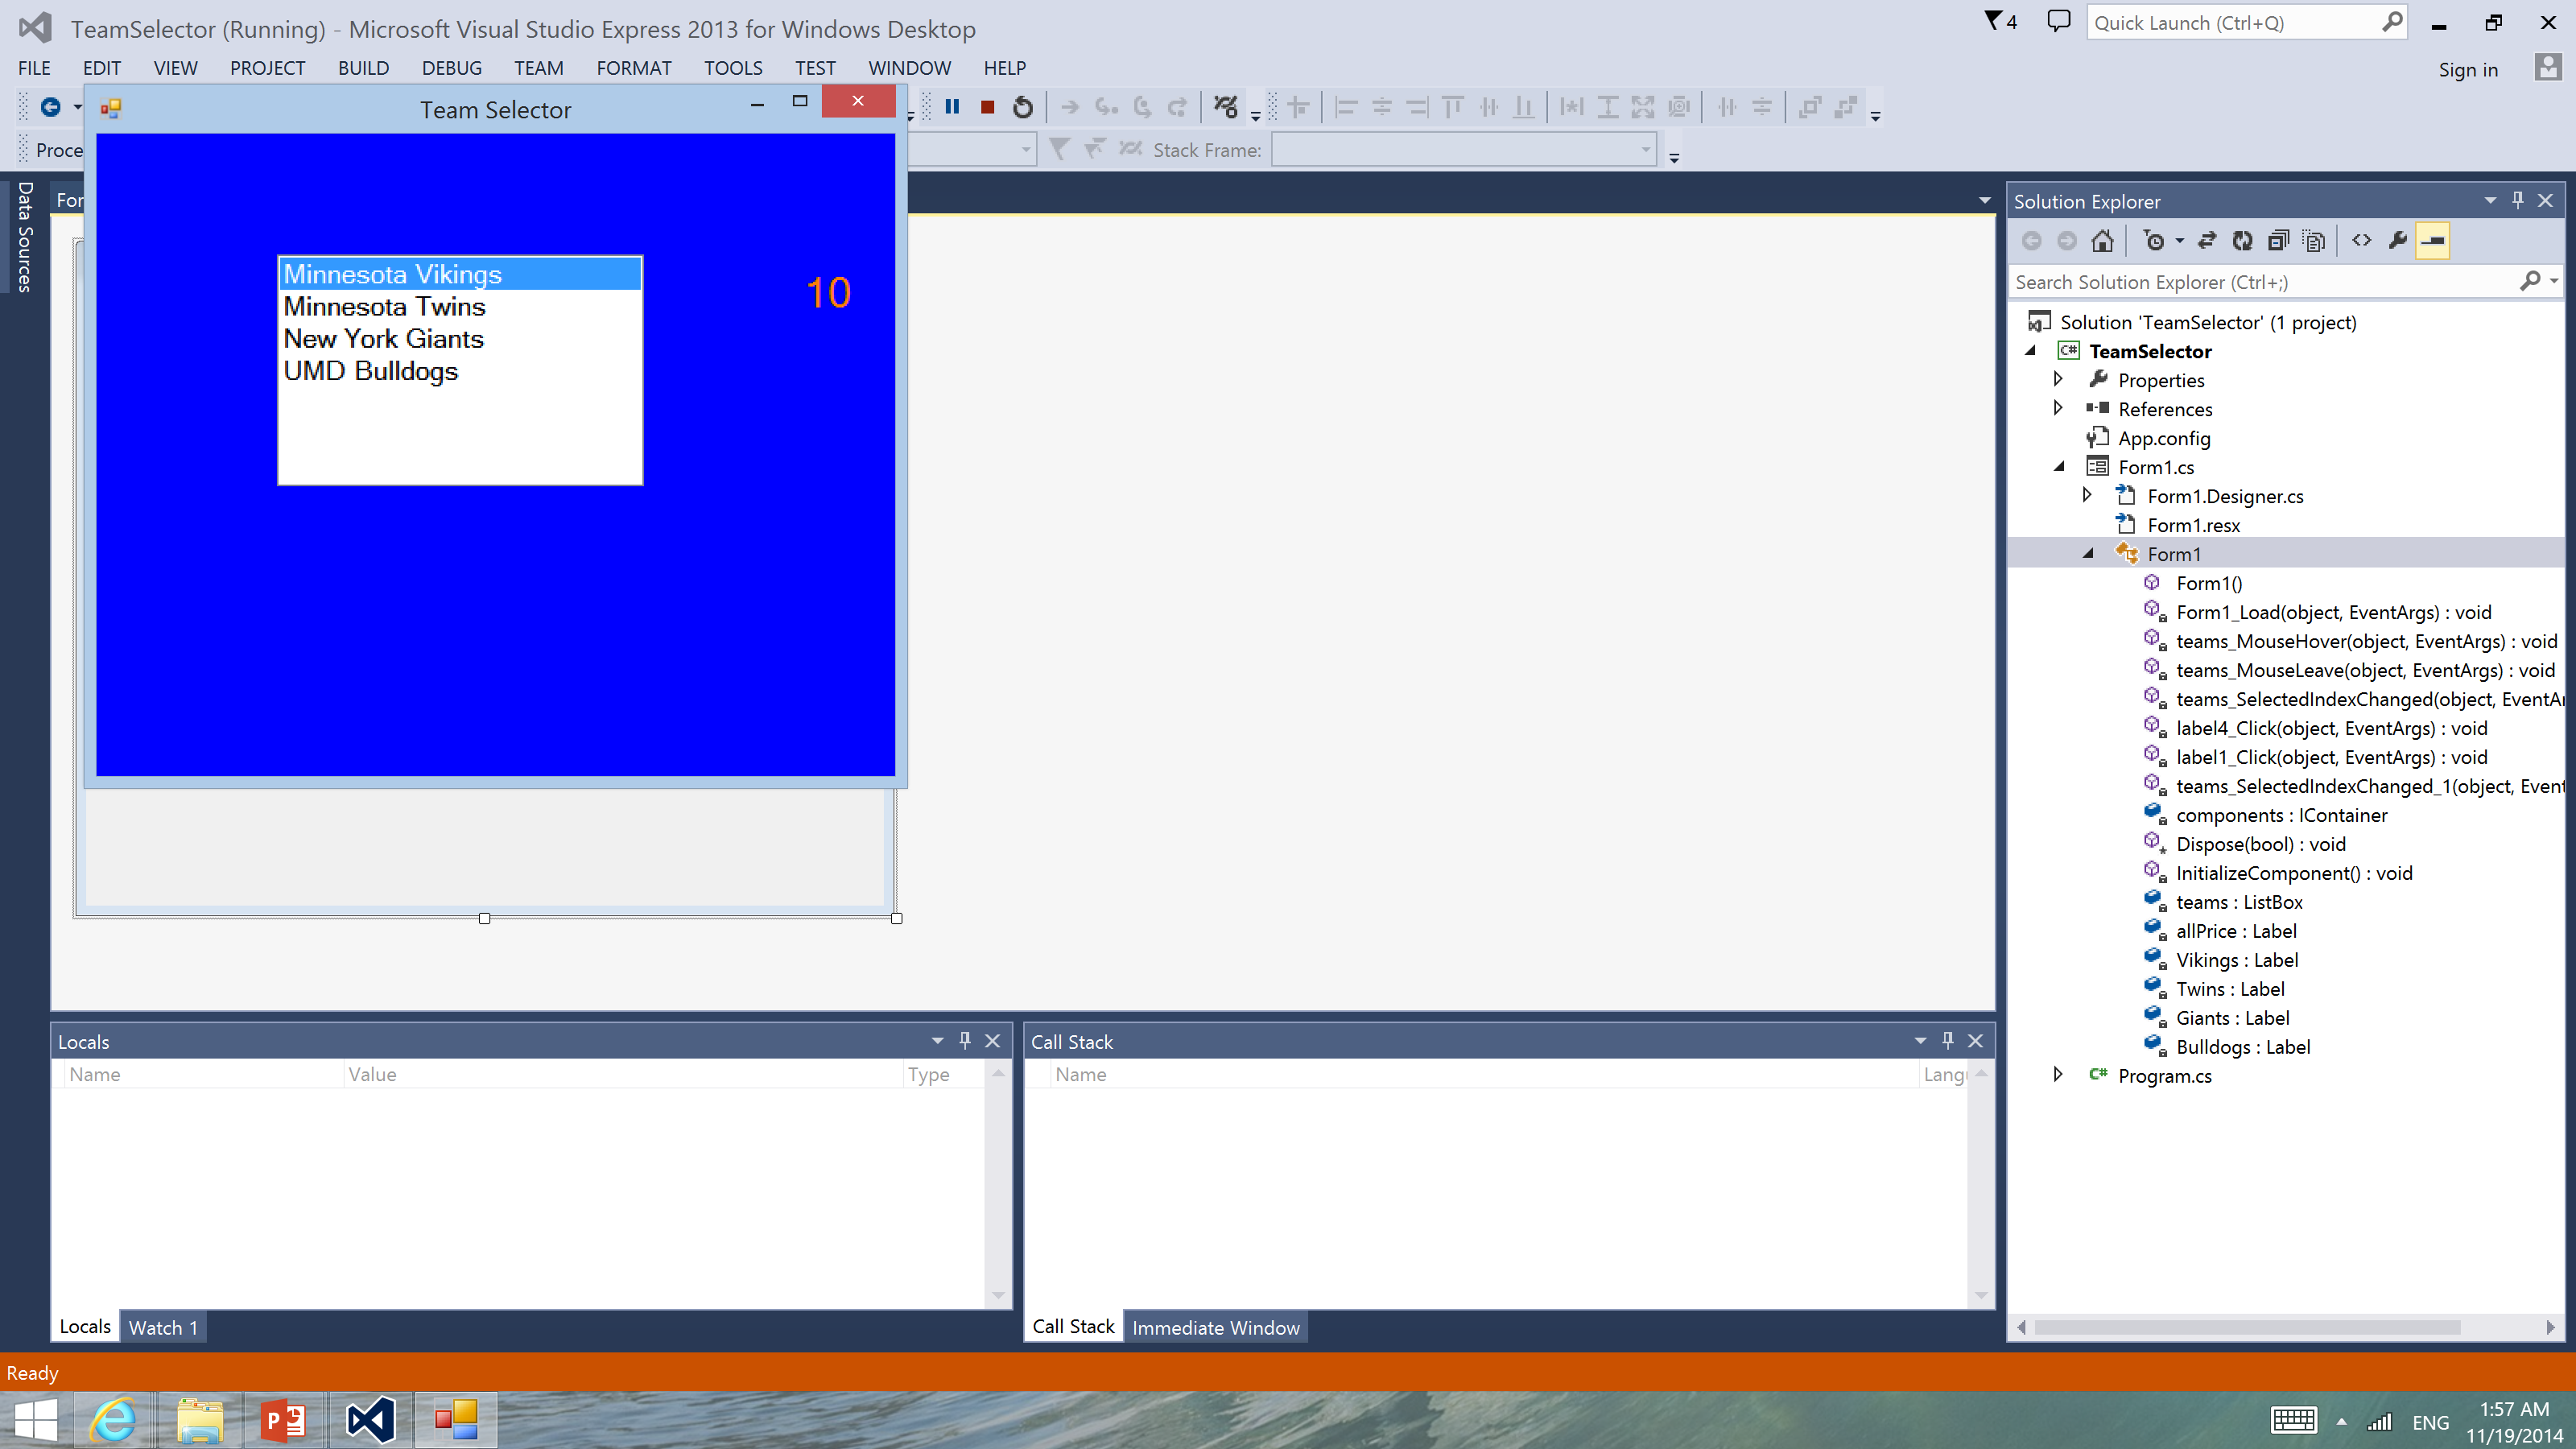 TeamSelector (Running) - Microsoft Visual Studio Express 2013 for Windows Desktop
4
Quick Launch (Ctrl+Q)
FILE EDIT VIEW PROJECT BUILD DEBUG TEAM FORMAT TOOLS TEST WINDOW HELP
Sign in
Team Selector
Proce
Stack Frame:
Data Sources
For
Minnesota Vikings
Minnesota Twins
New York Giants
UMD Bulldogs
10
Solution Explorer
Search Solution Explorer (Ctrl+;)
Solution 'TeamSelector' (1 project)
C# TeamSelector
Properties
References
App.config
Form1.cs
Form1.Designer.cs
Form1.resx
Form1
Form1()
Form1_Load(object, EventArgs) : void
teams_MouseHover(object, EventArgs) : void
teams_MouseLeave(object, EventArgs) : void
teams_SelectedIndexChanged(object, EventAr
label4_Click(object, EventArgs) : void
label1_Click(object, EventArgs) : void
teams_SelectedIndexChanged_1(object, Event
components : IContainer
Dispose(bool) : void
InitializeComponent() : void
teams : ListBox
allPrice : Label
Vikings : Label
Twins : Label
Giants : Label
Bulldogs : Label
C# Program.cs
Locals
Name Value Type
Locals Watch 1
Call Stack
Name Langu
Call Stack Immediate Window
Ready
ENG
1:57 AM
11/19/2014